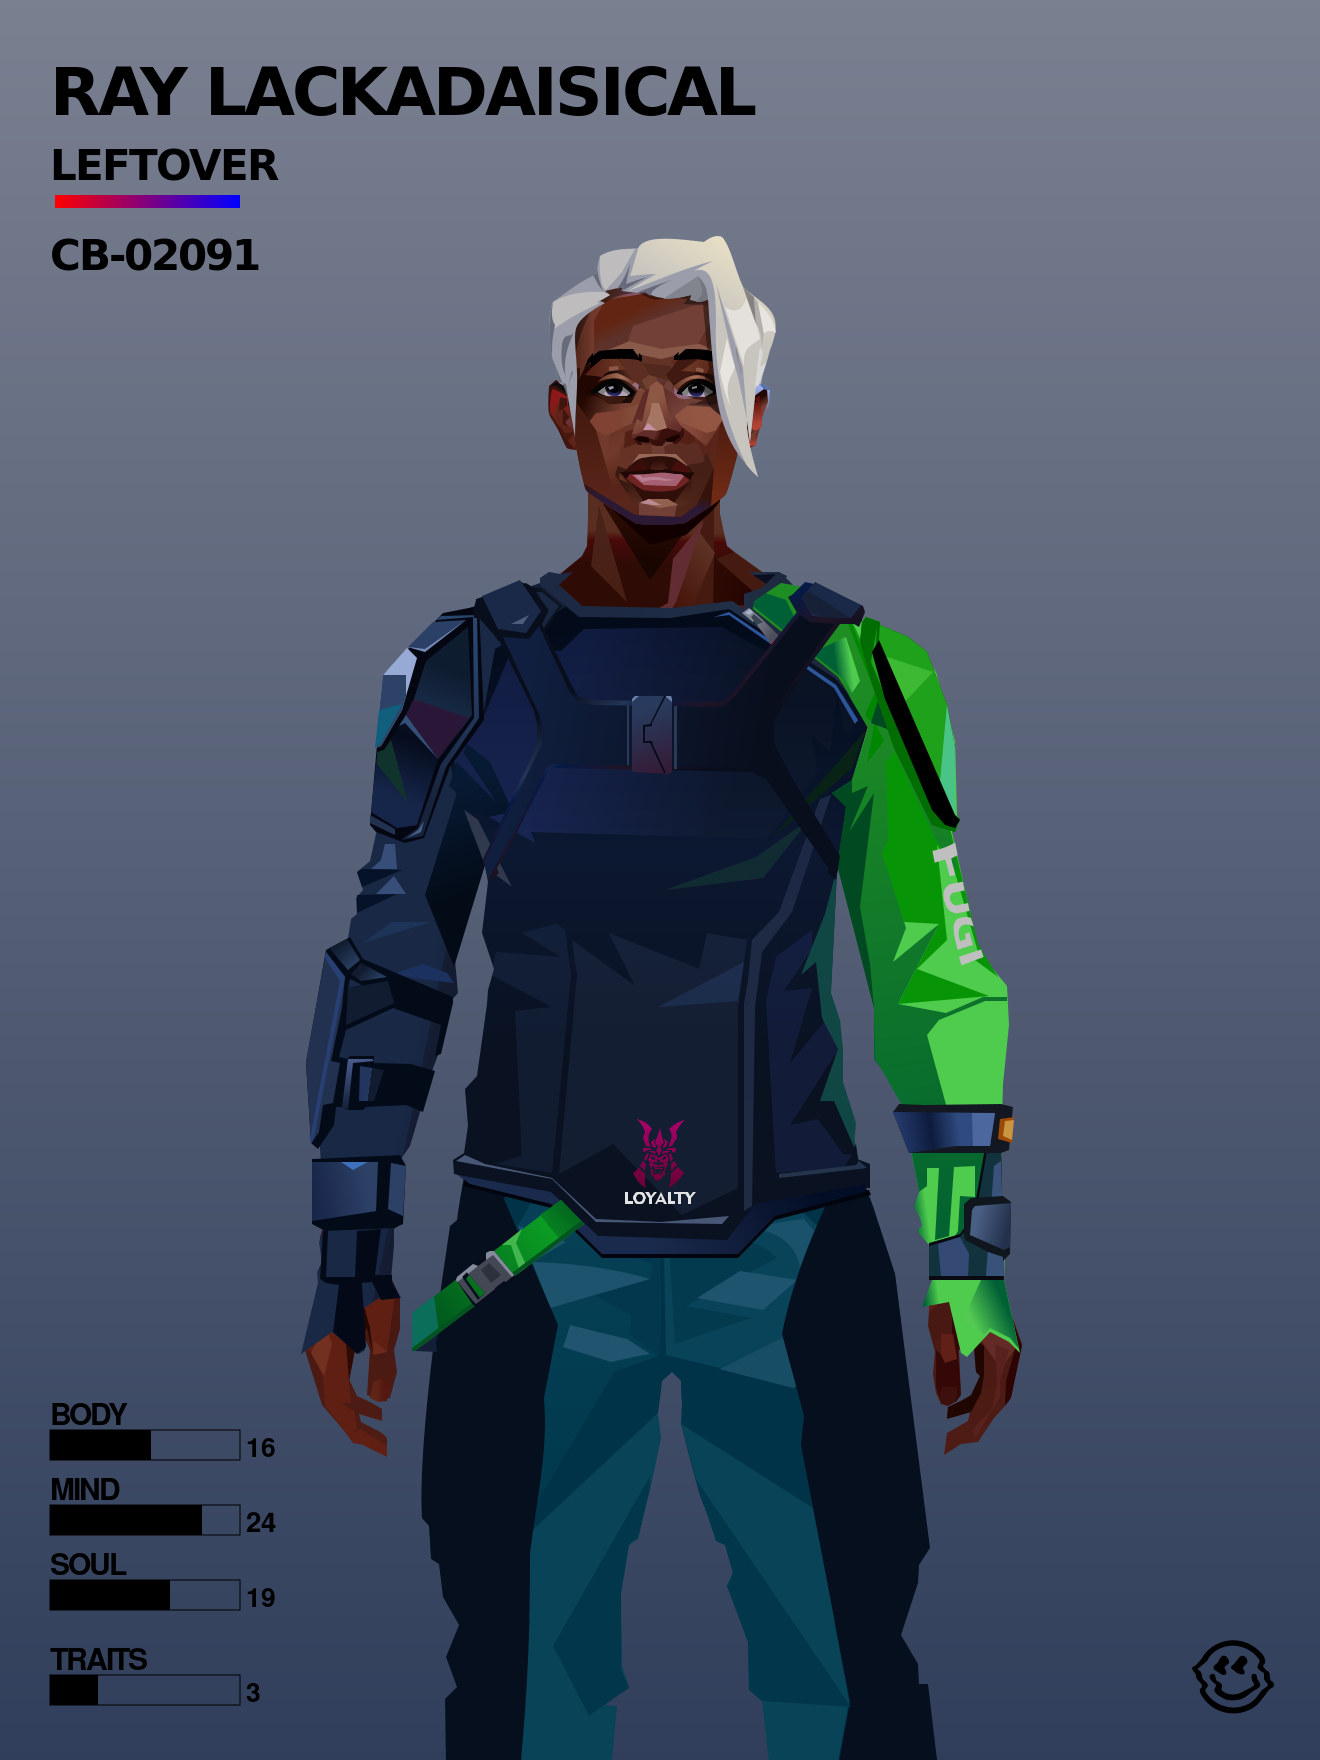 RAY LACKADAISICAL
LEFTOVER
CB-02091
FUGI
LOYALTY
BODY
16
MIND
24
SOUL
19
TRAITS
3